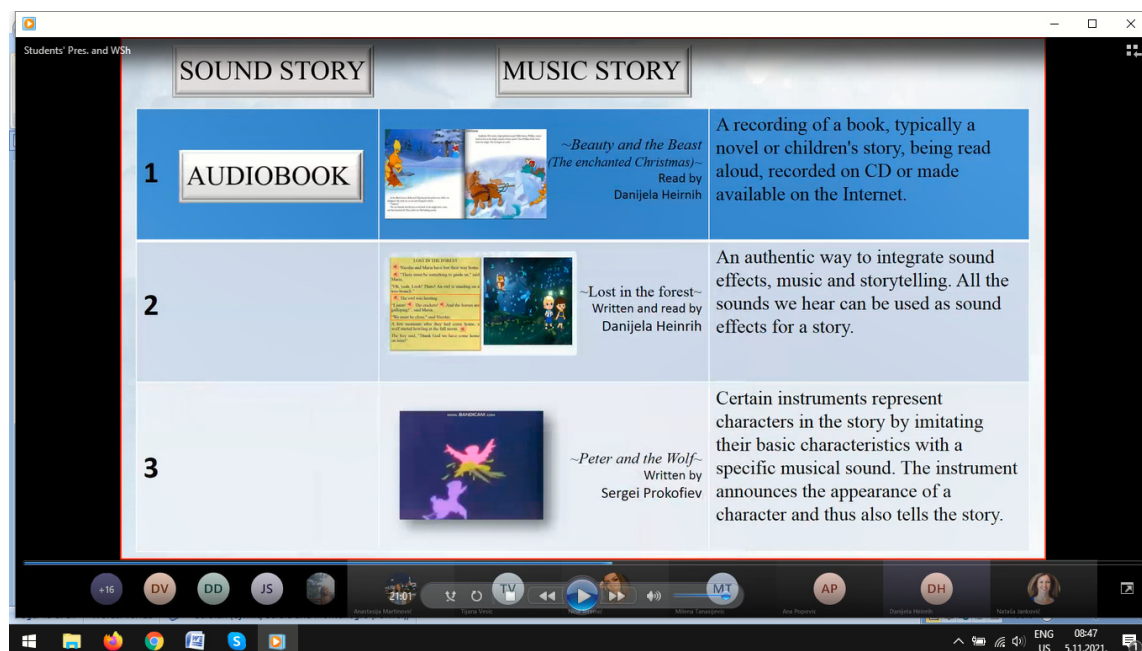 Students' Pres. and WSh
SOUND STORY
MUSIC STORY
1
AUDIOBOOK
~Beauty and the Beast
(The enchanted Christmas)~
Read by
Danijela Heirnih
A recording of a book, typically a
novel or children's story, being read
aloud, recorded on CD or made
available on the Internet.
2
LOST IN THE FOREST
~Lost in the forest~
Written and read by
Danijela Heinrih
An authentic way to integrate sound
effects, music and storytelling. All the
sounds we hear can be used as sound
effects for a story.
3
www.BANDICAM.com
~Peter and the Wolf~
Written by
Sergei Prokofiev
Certain instruments represent
characters in the story by imitating
their basic characteristics with a
specific musical sound. The instrument
announces the appearance of a
character and thus also tells the story.
+16
DV
DD
JS
21:01
TV
MT
AP
DH
Anastasija Martinović
Tijana Vesić
Milena Tanasijević
Ana Popovic
Danijela Hinrih
Nataša Janković
ENG
08:47
US
5.11.2021.